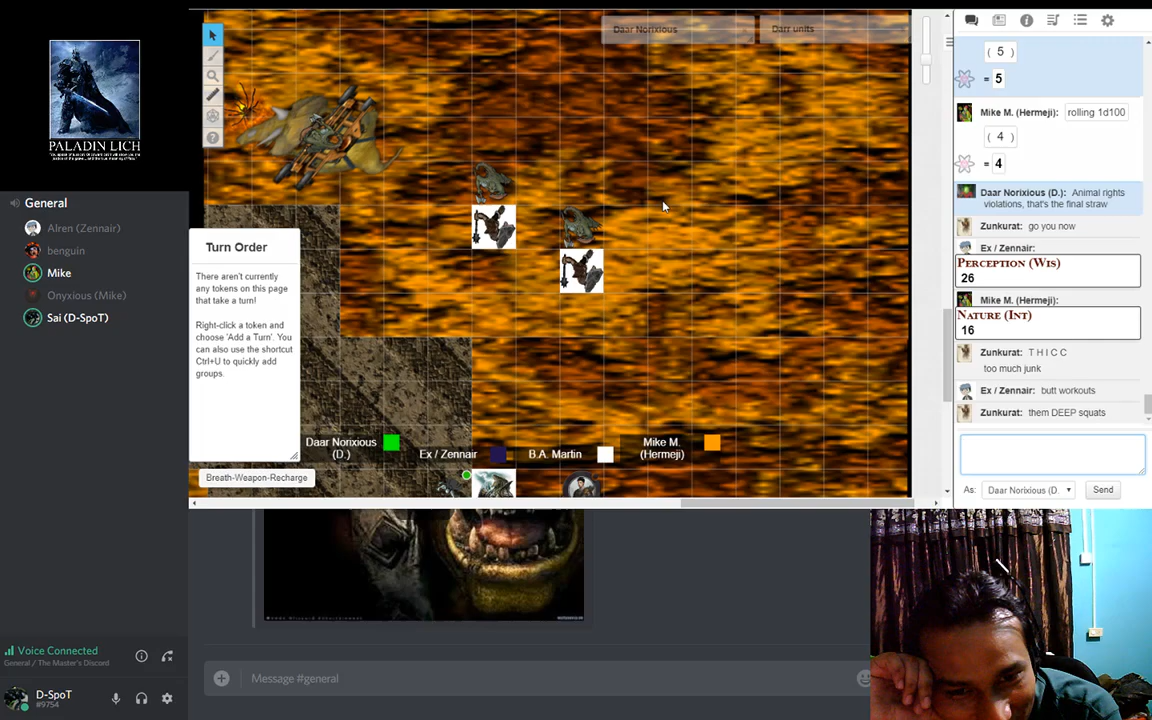 PALADIN LICH
General
Alren (Zennair)
benguin
Mike
Onyxious (Mike)
Sai (D-SpoT)
Voice Connected
General / The Master's Discord
D-SpoT
#9754
Daar Norixious
Darr units
Turn Order
There aren't currently
any tokens on this page
that take a turn!
Right-click a token and
choose 'Add a Turn'. You
can also use the shortcut
Ctrl+U to quickly add
groups.
Breath-Weapon-Recharge
Daar Norixious
(D.)
Ex / Zennair
B.A. Martin
Mike M.
(Hermeji)
Message #general
( 5 )
= 5
Mike M. (Hermeji): rolling 1d100
( 4 )
= 4
Daar Norixious (D.): Animal rights
violations, that's the final straw
Zunkurat: go you now
Ex / Zennair:
PERCEPTION (WIS)
26
Mike M. (Hermeji):
NATURE (INT)
16
Zunkurat: T H I C C
too much junk
Ex / Zennair: butt workouts
Zunkurat: them DEEP squats
As: Daar Norixious (D. Send